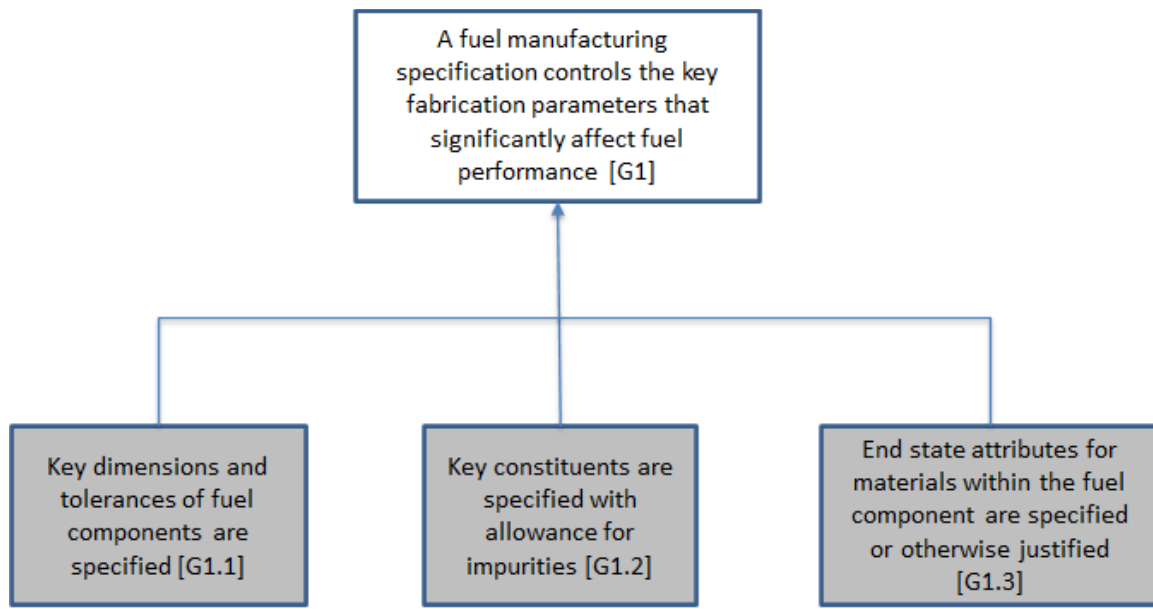 A fuel manufacturing
specification controls the key
fabrication parameters that
significantly affect fuel
performance [G1]
Key dimensions and
tolerances of fuel
components are
specified [G1.1]
Key constituents are
specified with
allowance for
impurities [G1.2]
End state attributes for
materials within the fuel
component are specified
or otherwise justified
[G1.3]